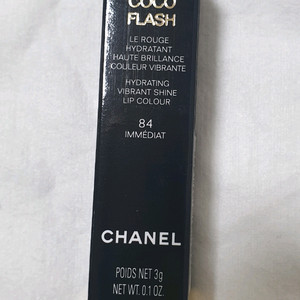 COCO
FLASH
LE ROUGE
HYDRATANT
HAUTE BRILLANCE
COULEUR VIBRANTE
HYDRATING
VIBRANT SHINE
LIP COLOUR
84
IMMÉDIAT
CHANEL
POIDS NET 3g
NET WT. 0.1 OZ.